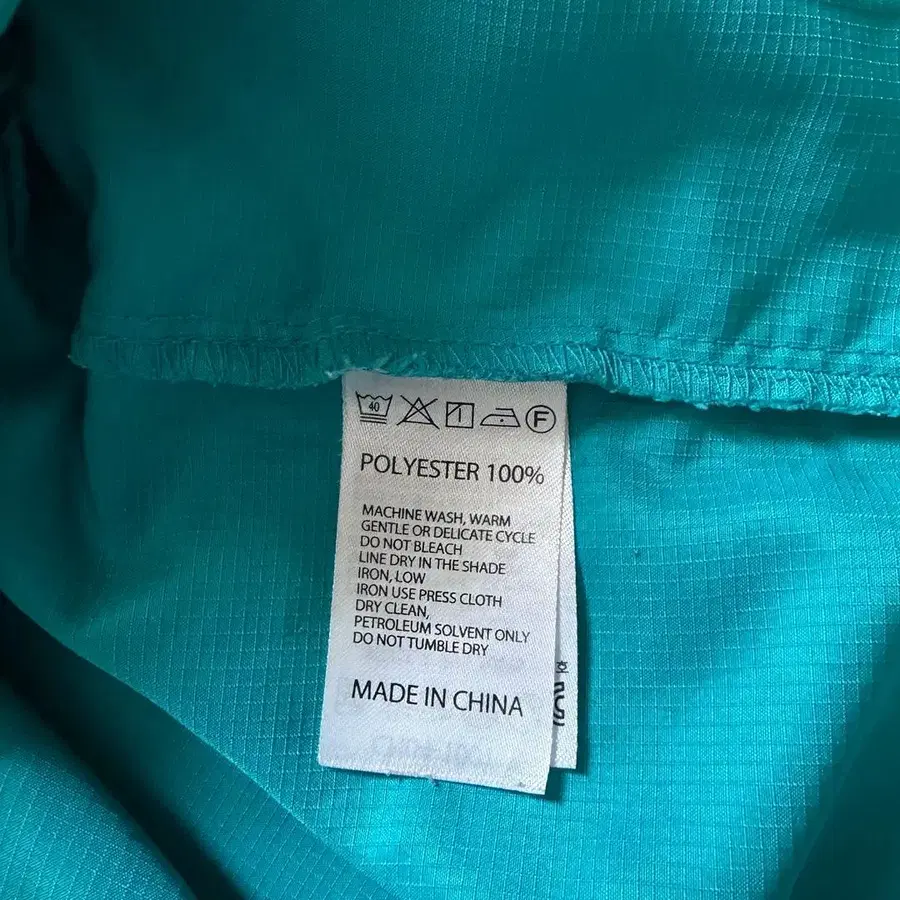 40 F
POLYESTER 100%
MACHINE WASH, WARM
GENTLE OR DELICATE CYCLE
DO NOT BLEACH
LINE DRY IN THE SHADE
IRON, LOW
IRON USE PRESS CLOTH
DRY CLEAN,
PETROLEUM SOLVENT ONLY
DO NOT TUMBLE DRY
MADE IN CHINA